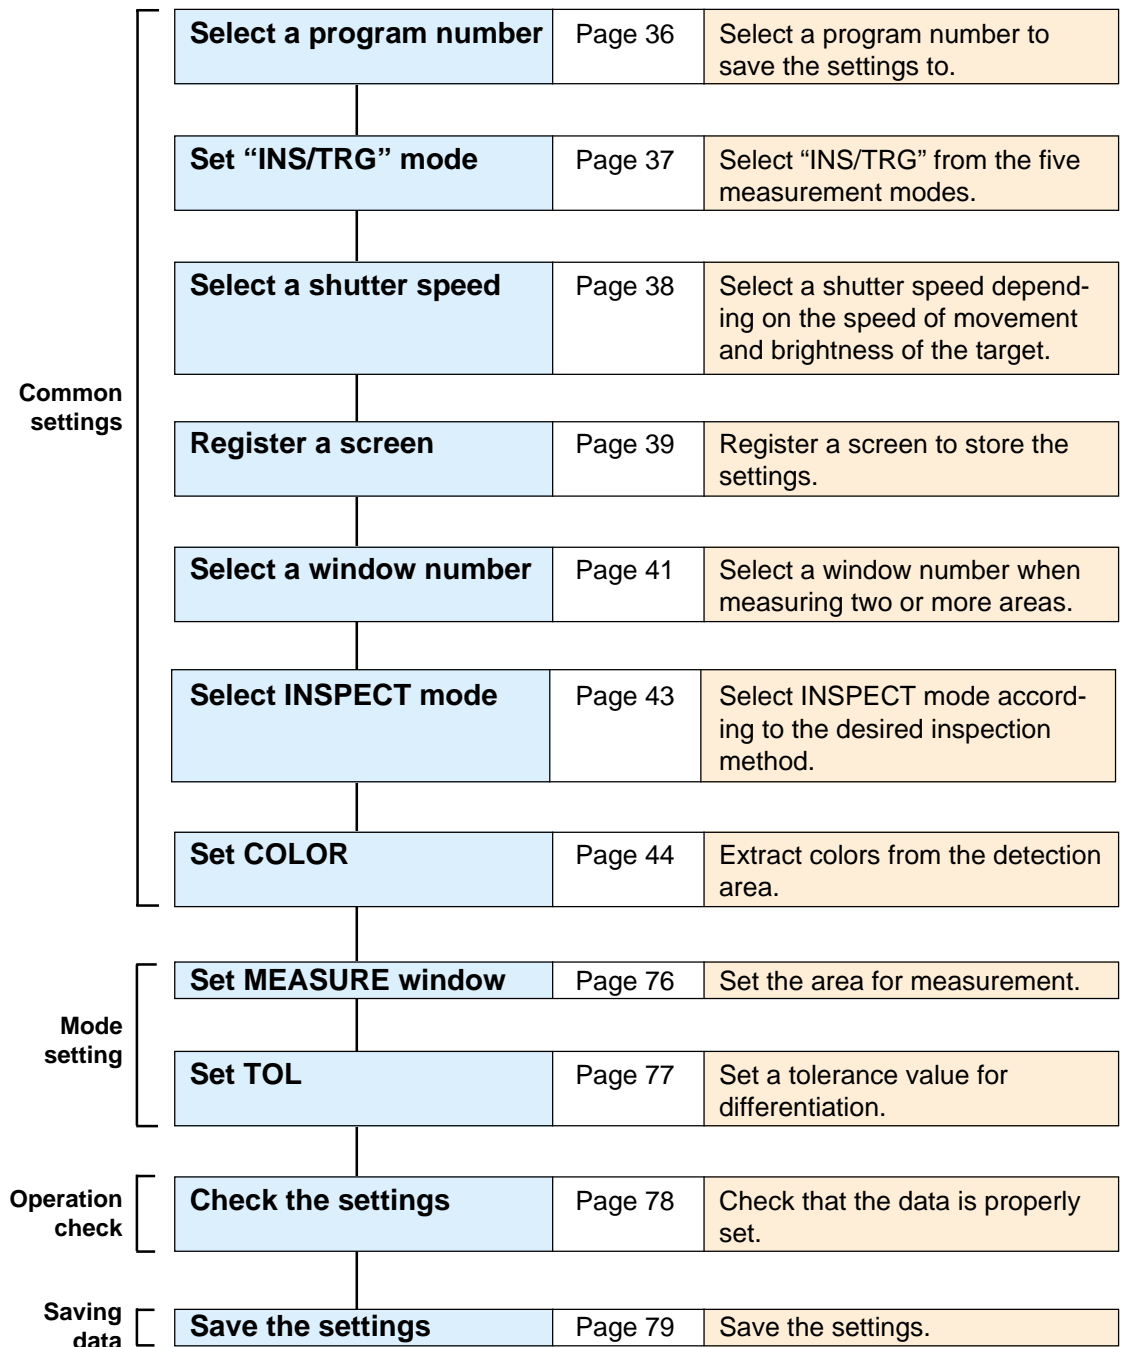 Select a program number Page 36 Select a program number to
save the settings to.
Set “INS/TRG” mode Page 37 Select “INS/TRG” from the five
measurement modes.
Select a shutter speed Page 38 Select a shutter speed depend-
ing on the speed of movement
and brightness of the target.
Common
settings
Register a screen Page 39 Register a screen to store the
settings.
Select a window number Page 41 Select a window number when
measuring two or more areas.
Select INSPECT mode Page 43 Select INSPECT mode accord-
ing to the desired inspection
method.
Set COLOR Page 44 Extract colors from the detection
area.
Set MEASURE window Page 76 Set the area for measurement.
Mode
setting
Set TOL Page 77 Set a tolerance value for
differentiation.
Operation
check
Check the settings Page 78 Check that the data is properly
set.
Saving
data
Save the settings Page 79 Save the settings.